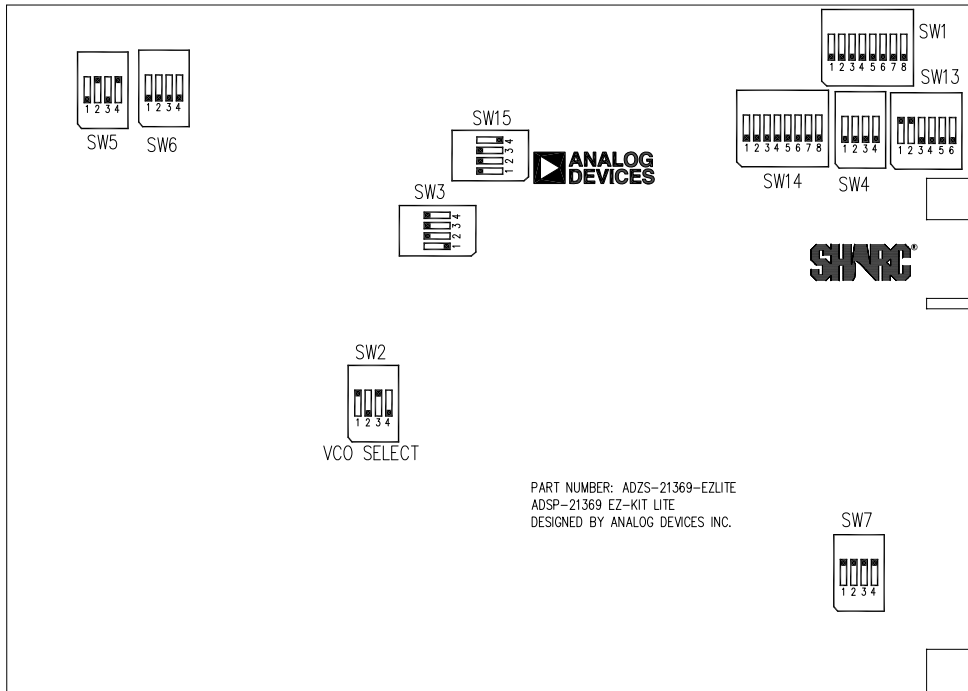 SW1
1 2 3 4 5 6 7 8
SW13
1 2 3 4 5 6
SW5
1 2 3 4
SW6
1 2 3 4
SW15
1 2 3 4
ANALOG
DEVICES
SW14
1 2 3 4 5 6 7 8
SW4
1 2 3 4
SW3
1 2 3 4
SHARC®
SW2
1 2 3 4
VCO SELECT
PART NUMBER: ADZS-21369-EZLITE
ADSP-21369 EZ-KIT LITE
DESIGNED BY ANALOG DEVICES INC.
SW7
1 2 3 4